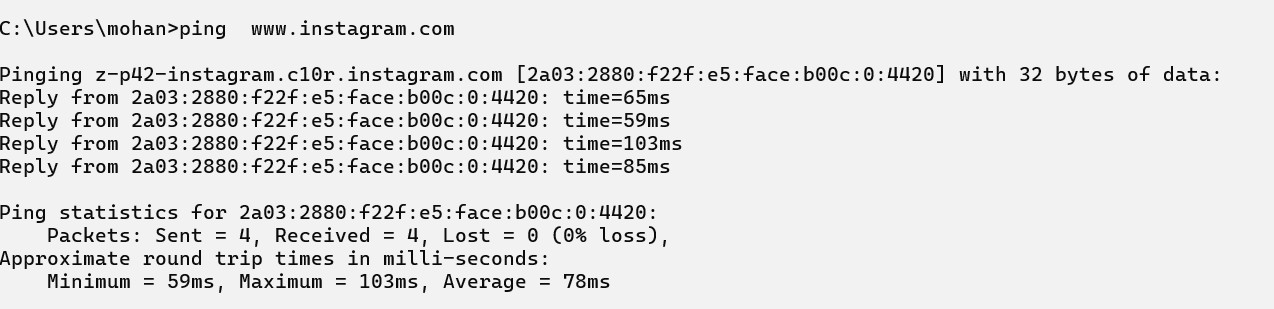 C:\Users\mohan>ping  www.instagram.com
Pinging z-p42-instagram.c10r.instagram.com [2a03:2880:f22f:e5:face:b00c:0:4420] with 32 bytes of data:
Reply from 2a03:2880:f22f:e5:face:b00c:0:4420: time=65ms
Reply from 2a03:2880:f22f:e5:face:b00c:0:4420: time=59ms
Reply from 2a03:2880:f22f:e5:face:b00c:0:4420: time=103ms
Reply from 2a03:2880:f22f:e5:face:b00c:0:4420: time=85ms
Ping statistics for 2a03:2880:f22f:e5:face:b00c:0:4420:
    Packets: Sent = 4, Received = 4, Lost = 0 (0% loss),
Approximate round trip times in milli-seconds:
    Minimum = 59ms, Maximum = 103ms, Average = 78ms